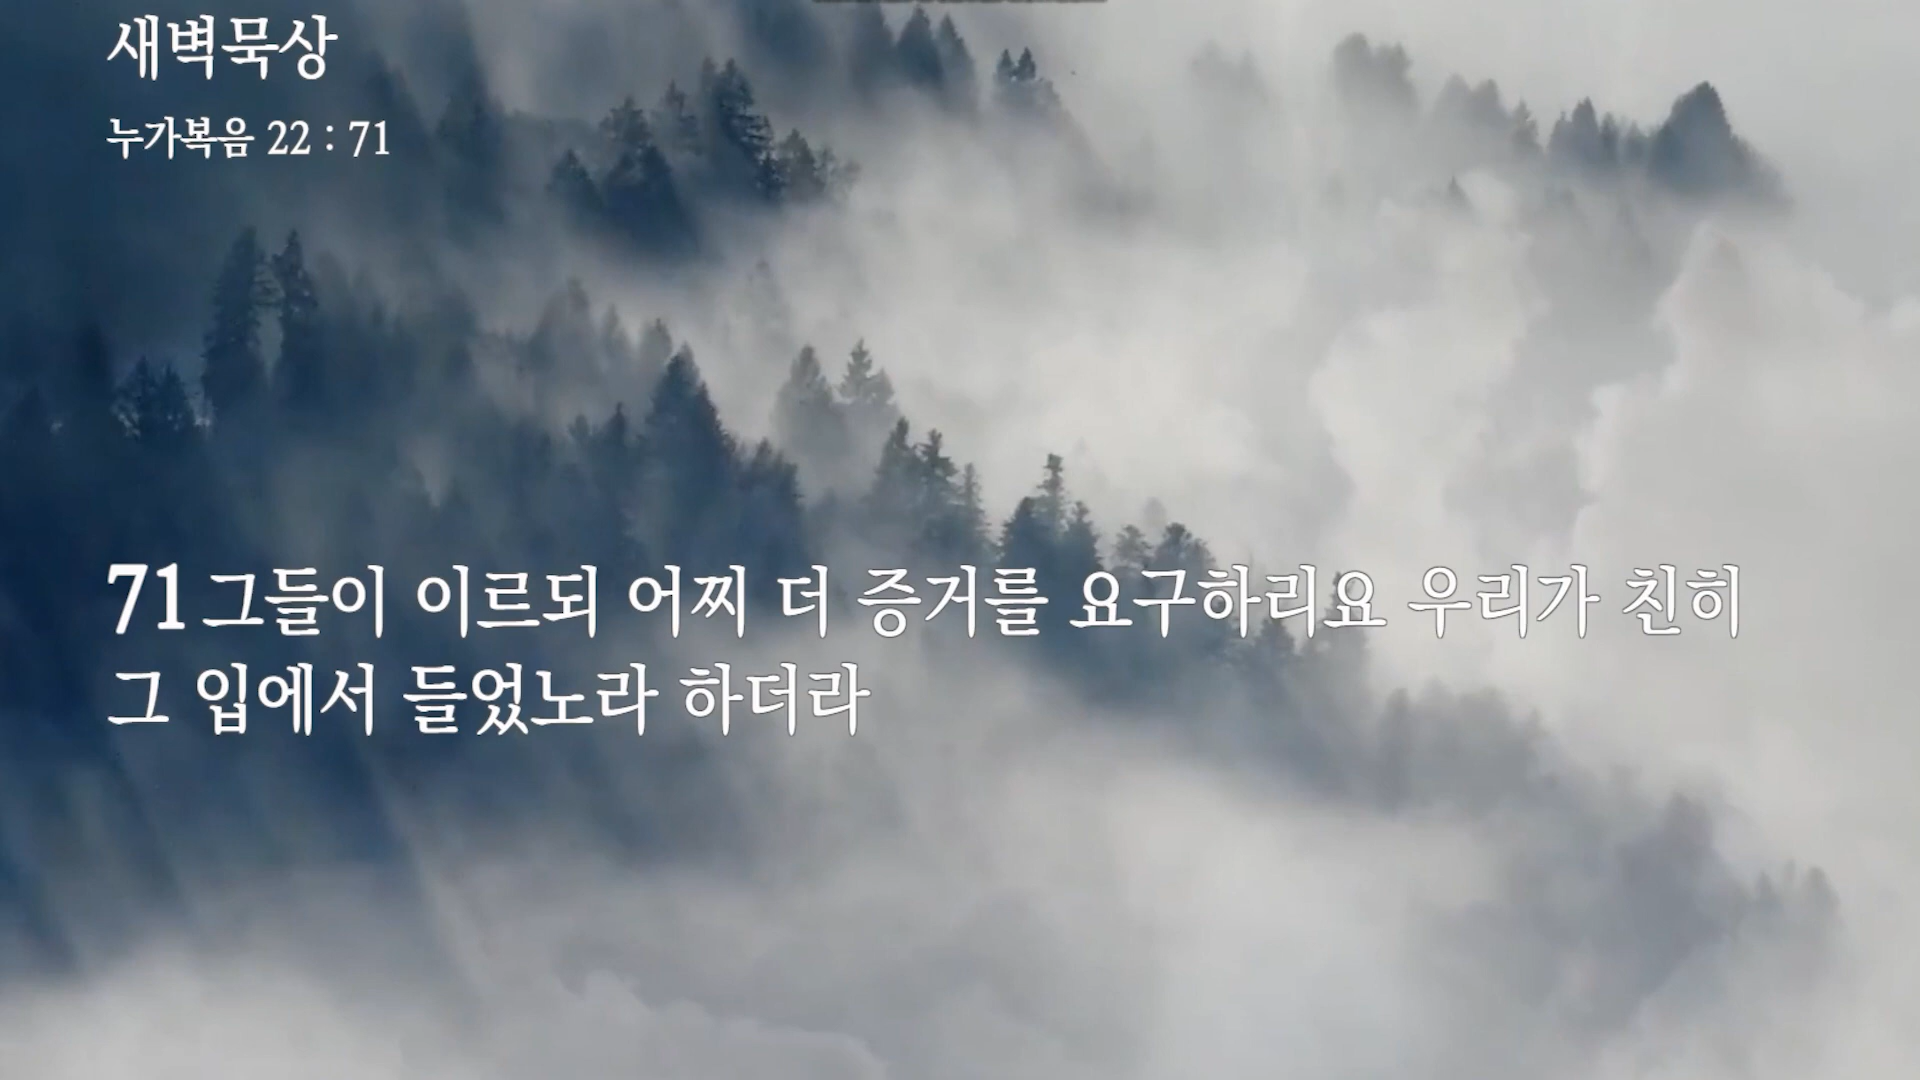 새벽묵상
누가복음 22 : 71
71 그들이 이르되 어찌 더 증거를 요구하리요 우리가 친히
그 입에서 들었노라 하더라